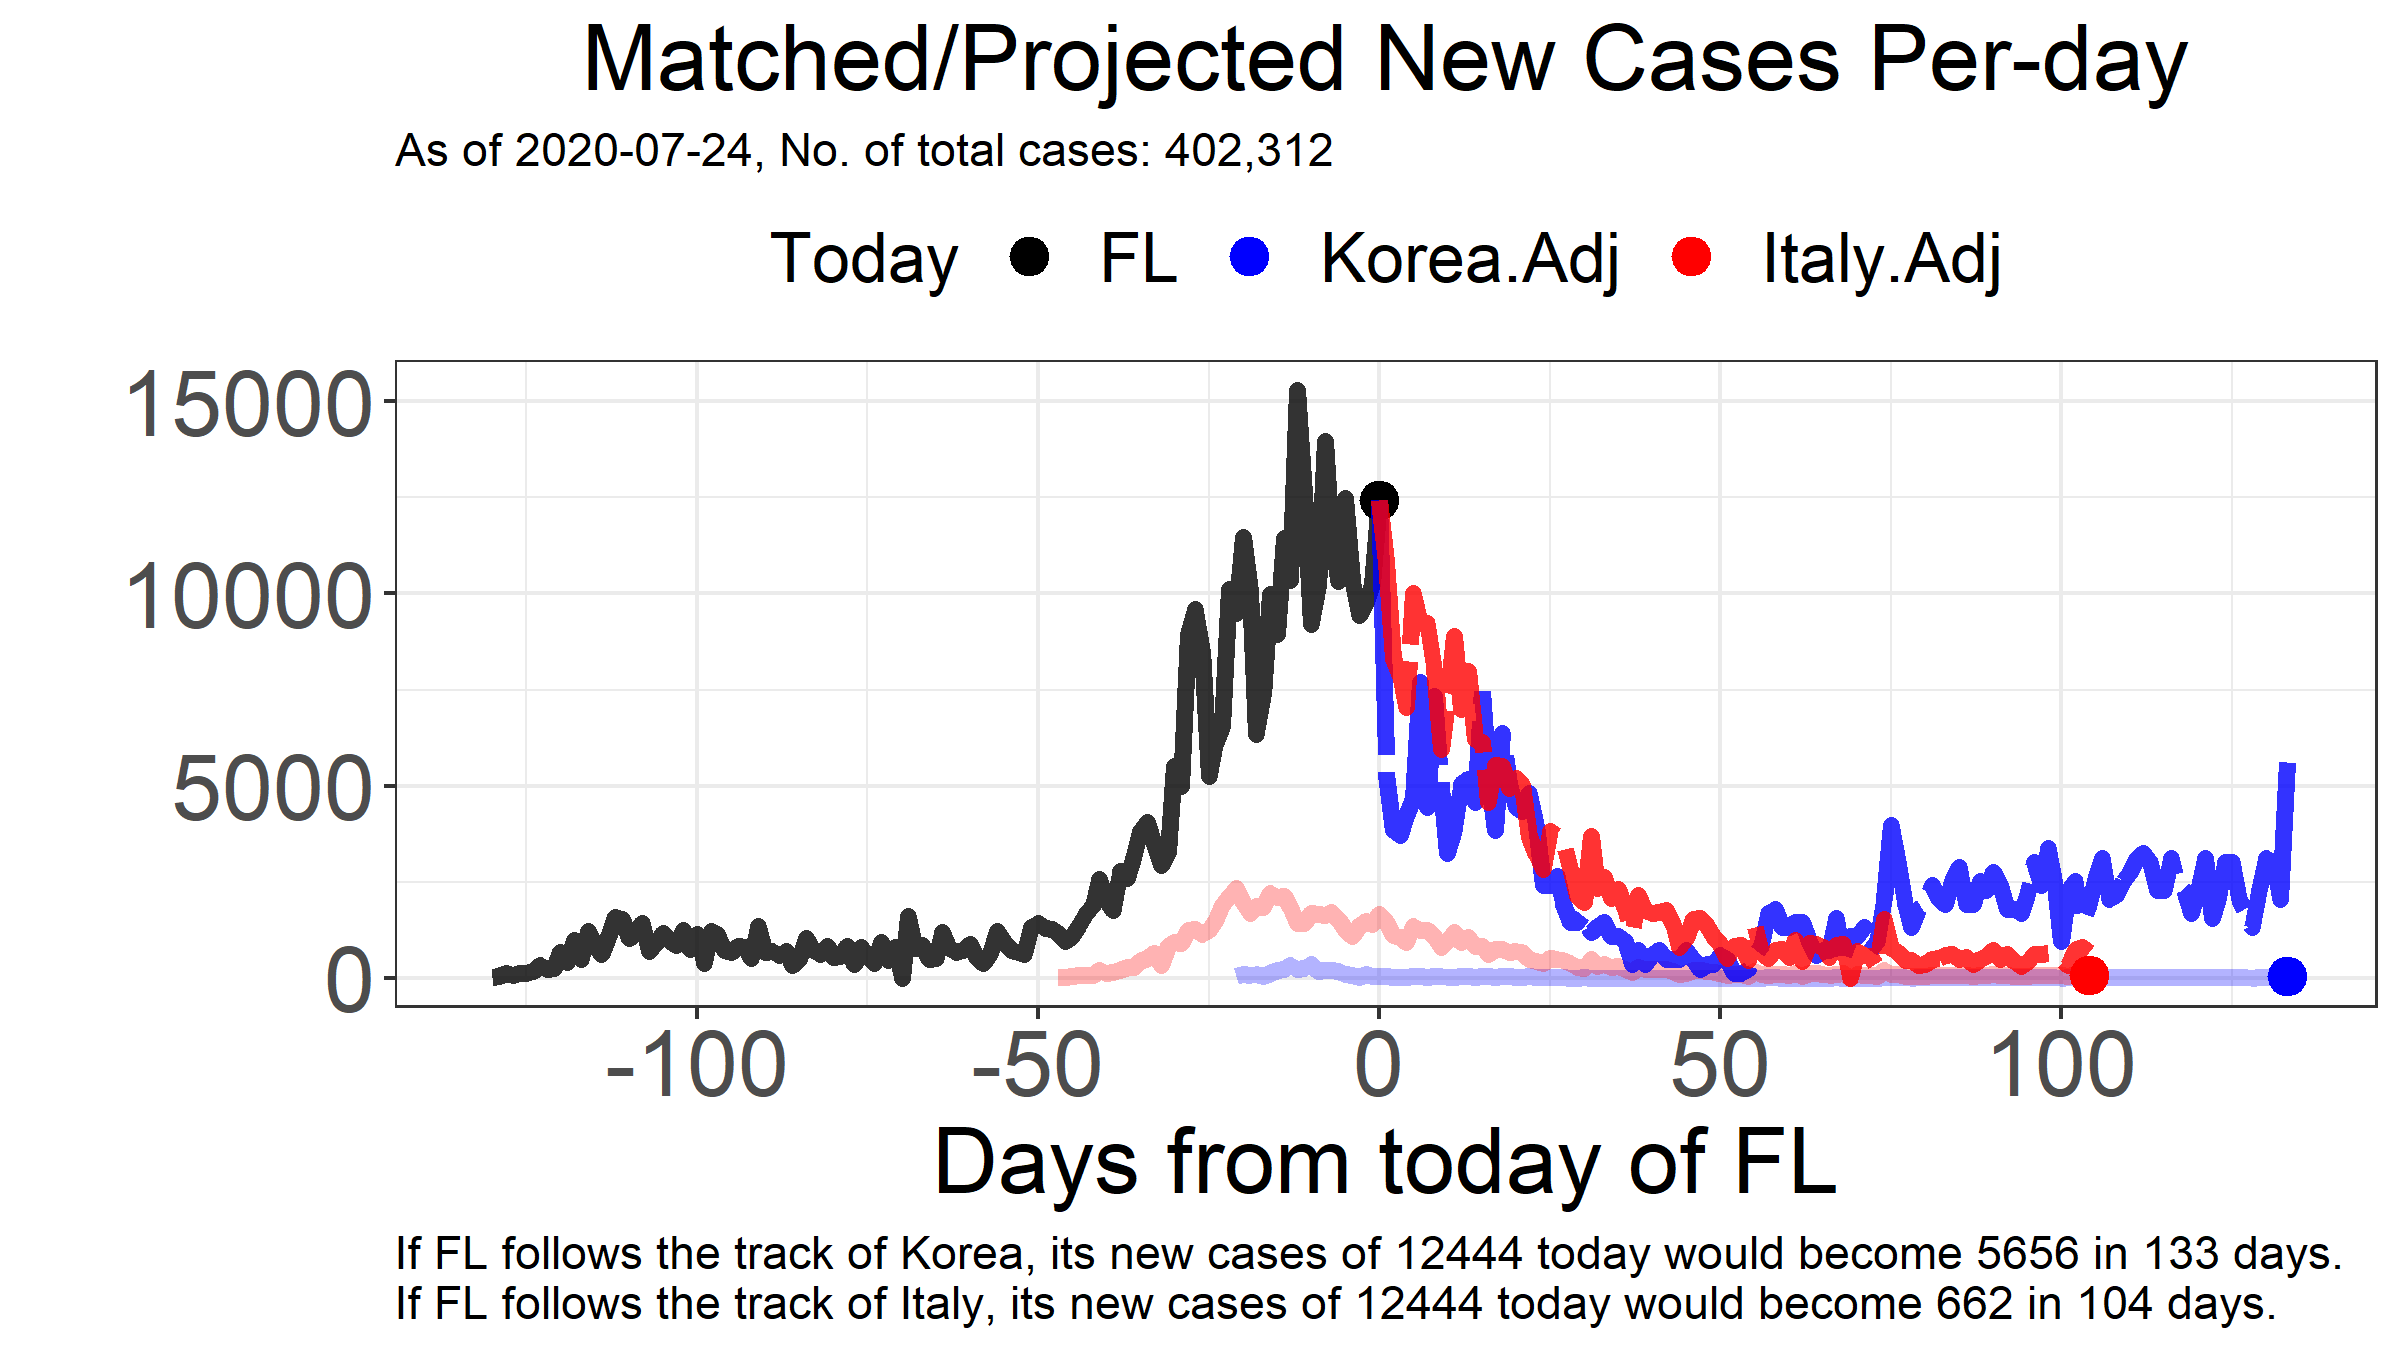 Matched/Projected New Cases Per-day
As of 2020-07-24, No. of total cases: 402,312
Today FL Korea.Adj Italy.Adj
15000
10000
5000
0
-100 -50 0 50 100
Days from today of FL
If FL follows the track of Korea, its new cases of 12444 today would become 5656 in 133 days.
If FL follows the track of Italy, its new cases of 12444 today would become 662 in 104 days.